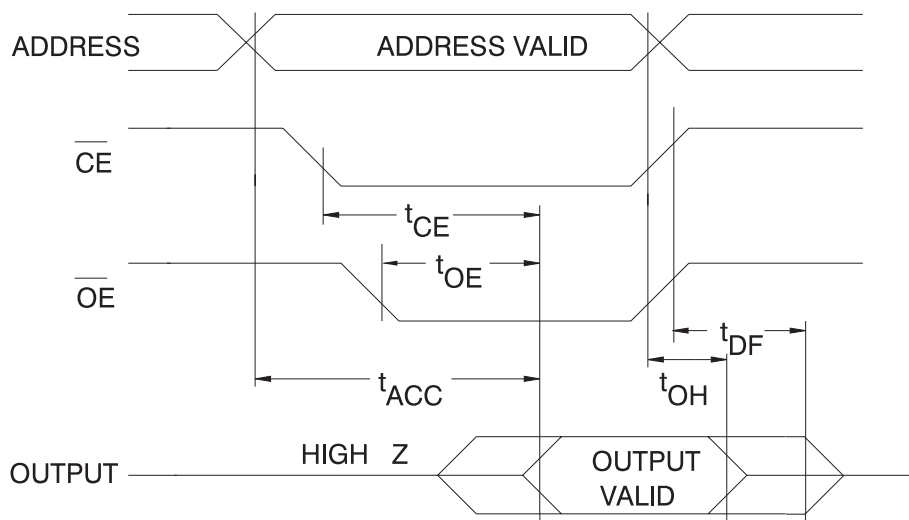 ADDRESS
ADDRESS VALID
CE
tCE
OE
tOE
tDF
tACC
tOH
HIGH Z
OUTPUT
OUTPUT
VALID